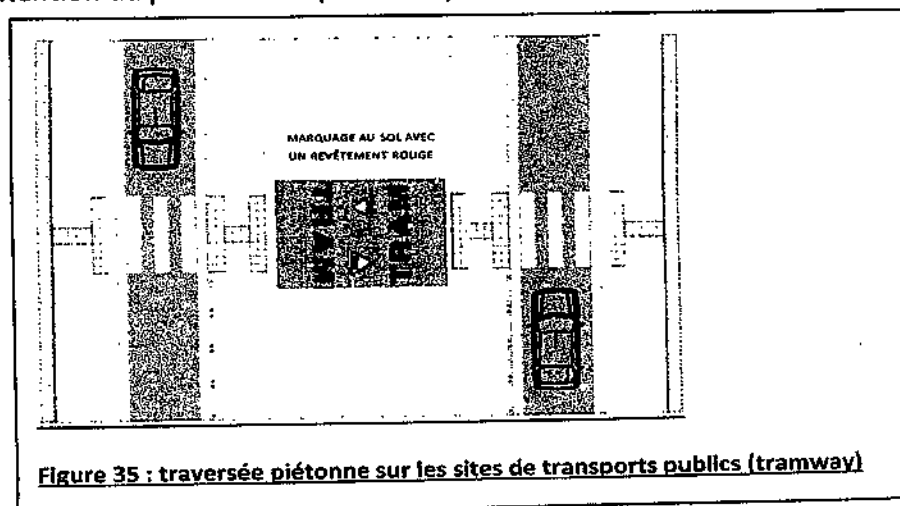 MARQUAGE AU SOL AVEC
UN REVÊTEMENT ROUGE
TRAM
TRAM
Figure 35 : traversée piétonne sur les sites de transports publics (tramway)